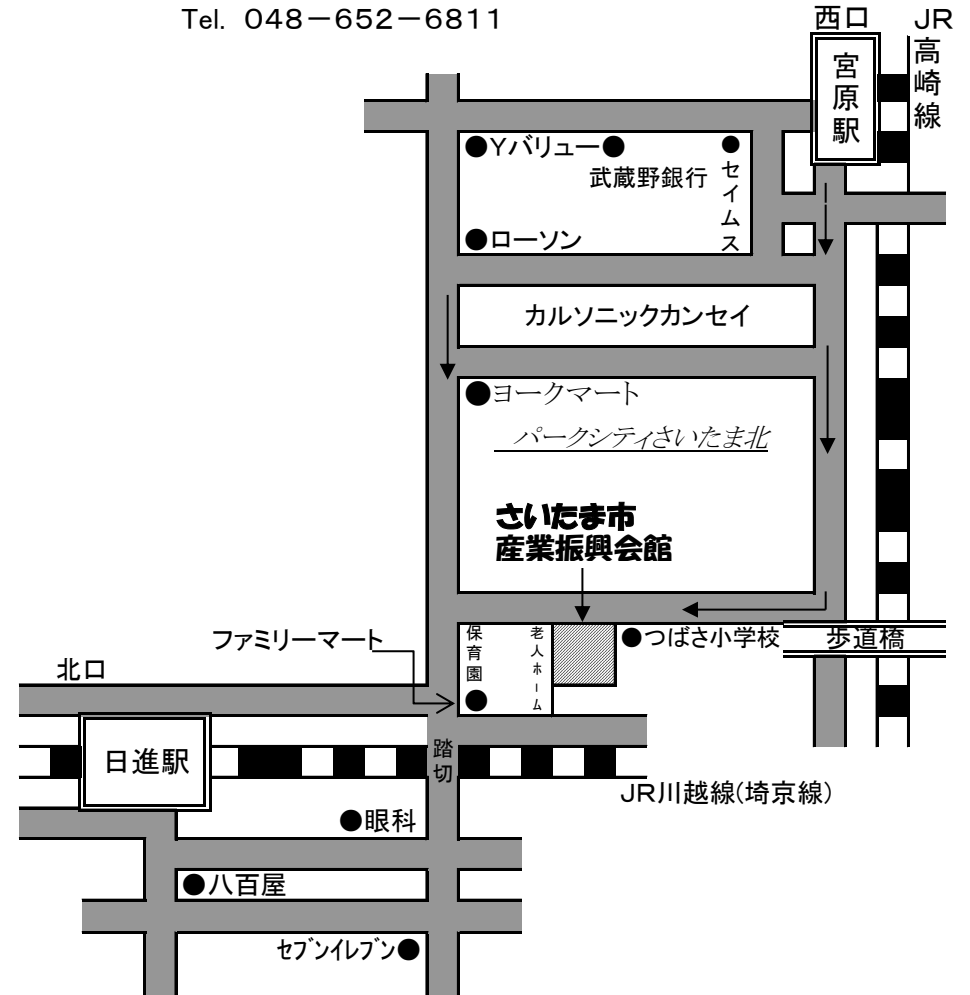 Tel. 048－652－6811
西口
JR高崎線
宮原駅
●Yバリュー●
武蔵野銀行
●セイムス
●ローソン
カルソニックカンセイ
●ヨークマート
パークシティさいたま北
さいたま市
産業振興会館
ファミリーマート
保育園●
老人ホーム
●つばさ小学校
歩道橋
北口
日進駅
踏切
JR川越線(埼京線)
●眼科
●八百屋
セブンイレブン●